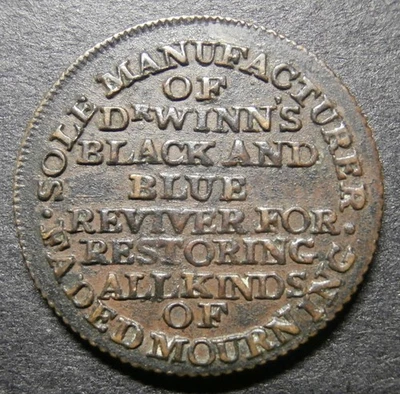 SOLE MANUFACTURER
OF
DR WINN'S
BLACK AND
BLUE
REVIVER FOR
RESTORING
ALL KINDS
OF
FADED MOURNING